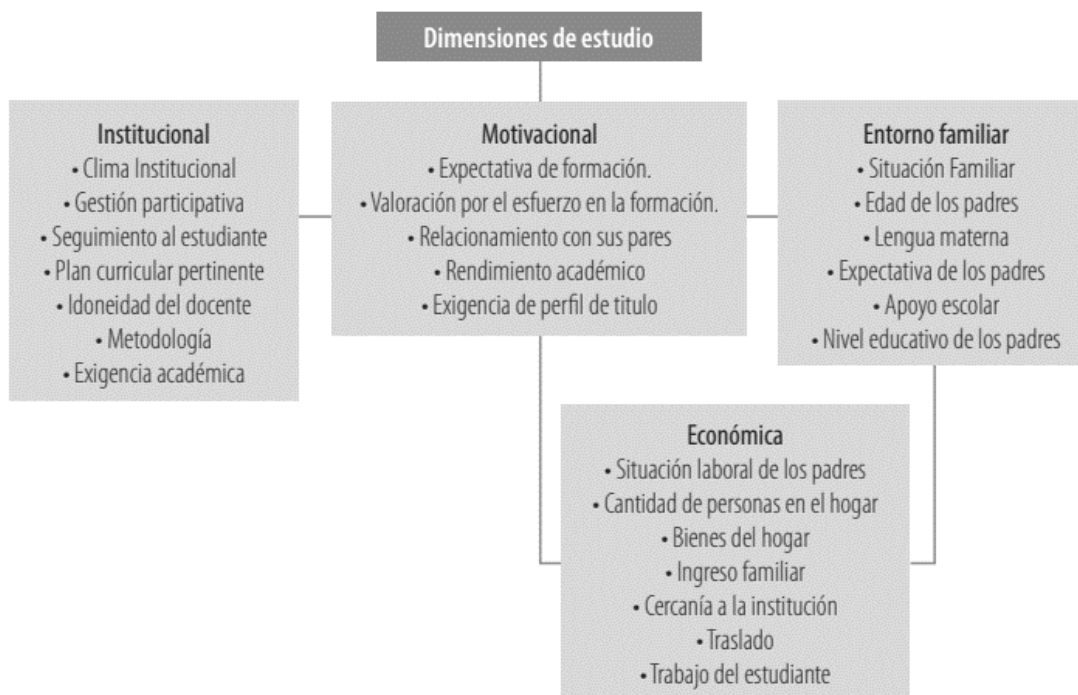 Dimensiones de estudio
Institucional
• Clima Institucional
• Gestión participativa
• Seguimiento al estudiante
• Plan curricular pertinente
• Idoneidad del docente
• Metodología
• Exigencia académica
Motivacional
• Expectativa de formación.
• Valoración por el esfuerzo en la formación.
• Relacionamiento con sus pares
• Rendimiento académico
• Exigencia de perfil de titulo
Entorno familiar
• Situación Familiar
• Edad de los padres
• Lengua materna
• Expectativa de los padres
• Apoyo escolar
• Nivel educativo de los padres
Económica
• Situación laboral de los padres
• Cantidad de personas en el hogar
• Bienes del hogar
• Ingreso familiar
• Cercanía a la institución
• Traslado
• Trabajo del estudiante